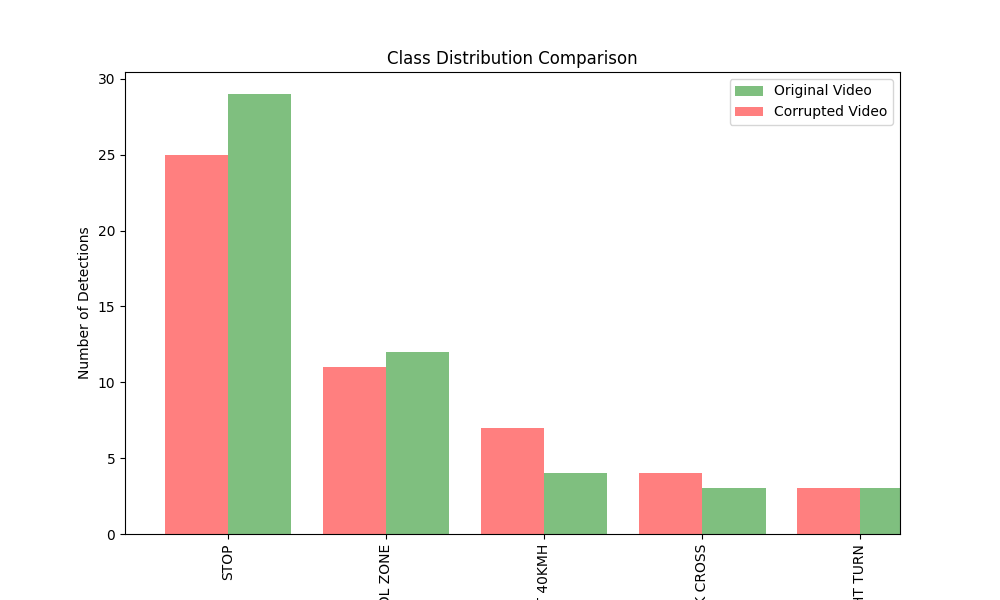 Class Distribution Comparison
Original Video
Corrupted Video
Number of Detections
30
25
20
15
10
5
0
STOP
ZONE
40KMH
CROSS
TURN